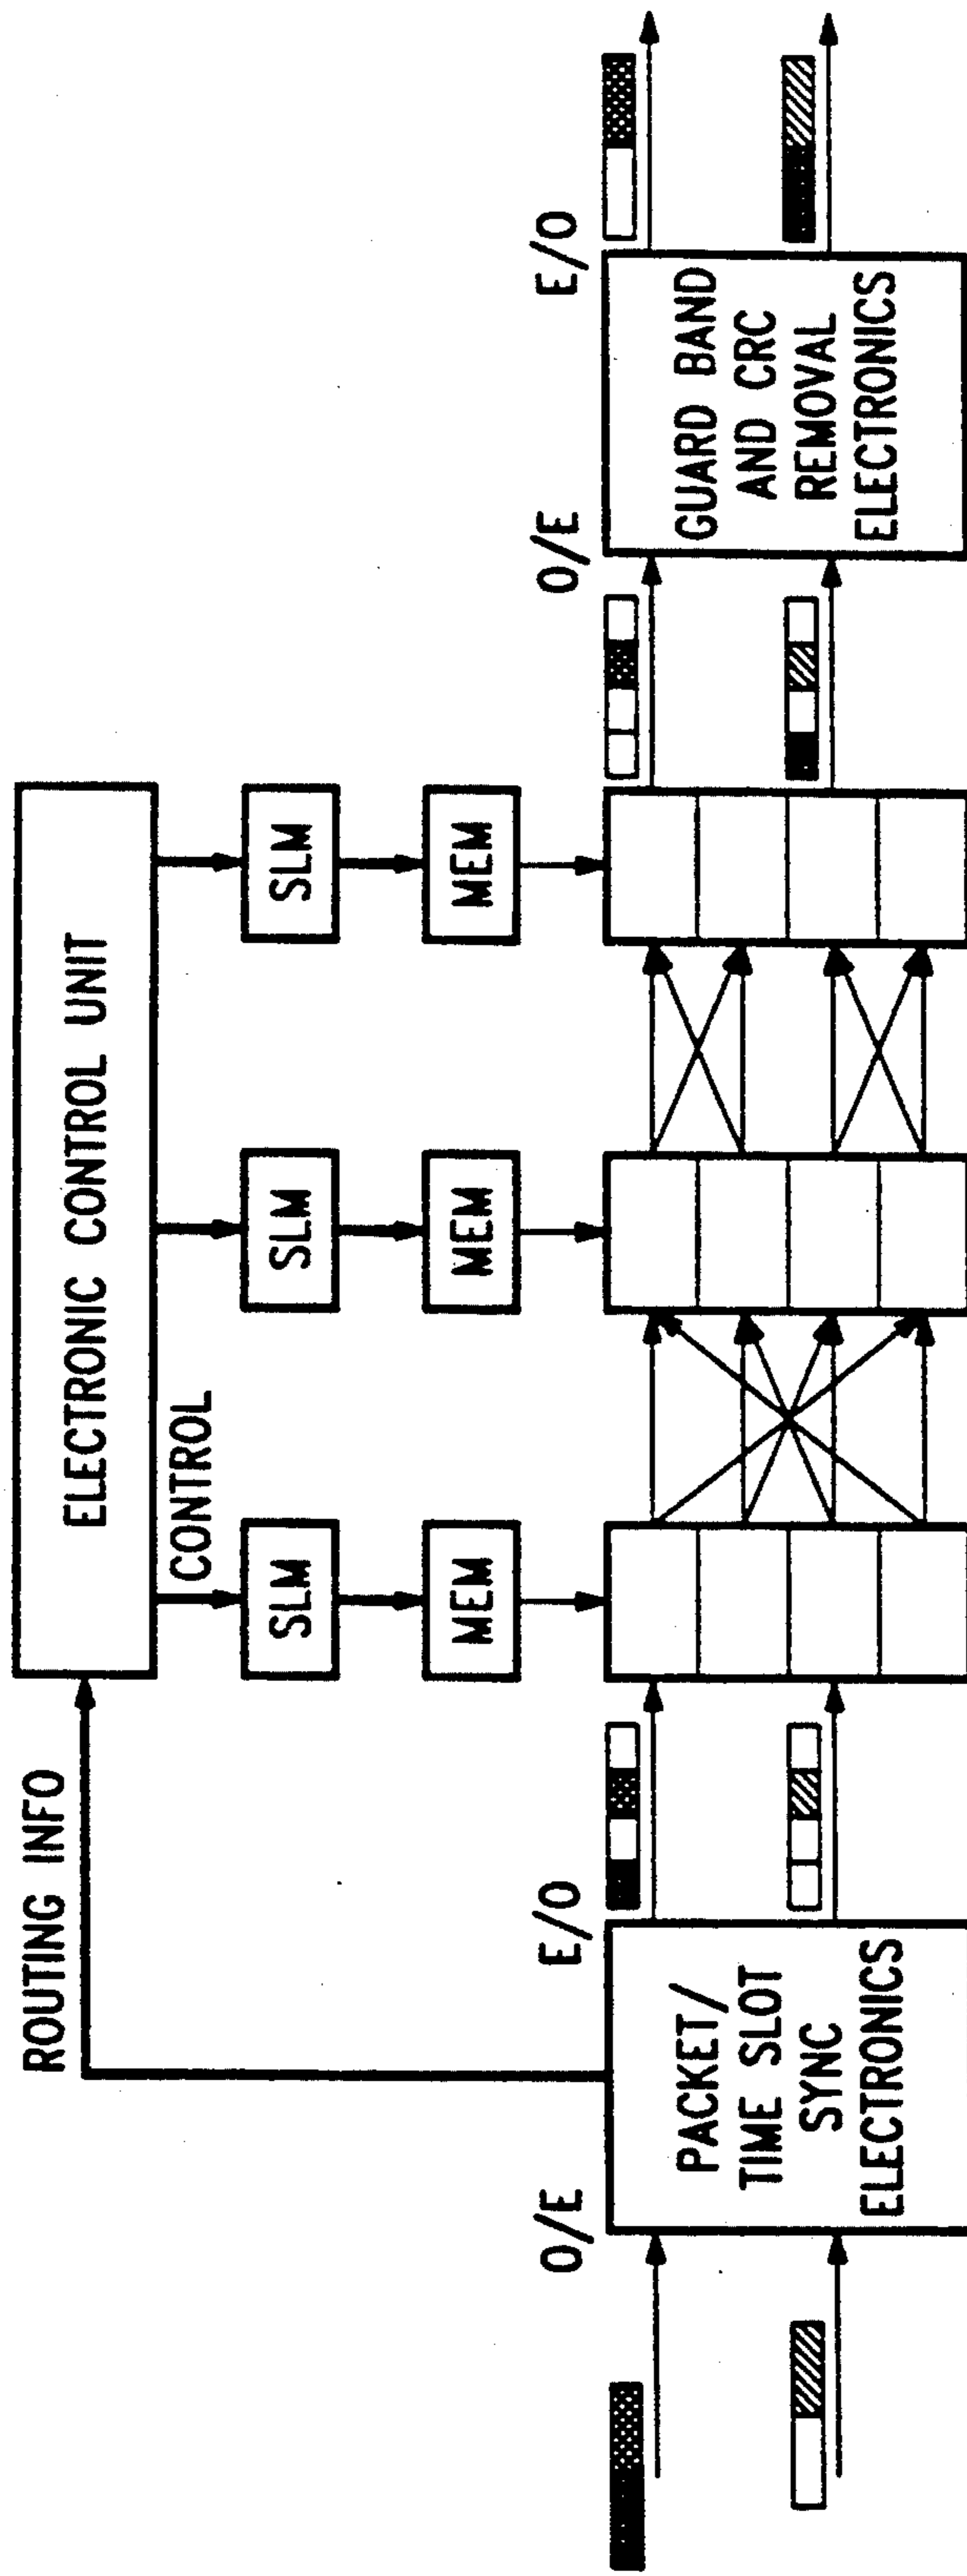 ROUTING INFO
ELECTRONIC CONTROL UNIT
CONTROL
SLM
SLM
SLM
MEM
MEM
MEM
O/E
E/O
O/E
E/O
PACKET/
TIME SLOT
SYNC
ELECTRONICS
GUARD BAND
AND CRC
REMOVAL
ELECTRONICS